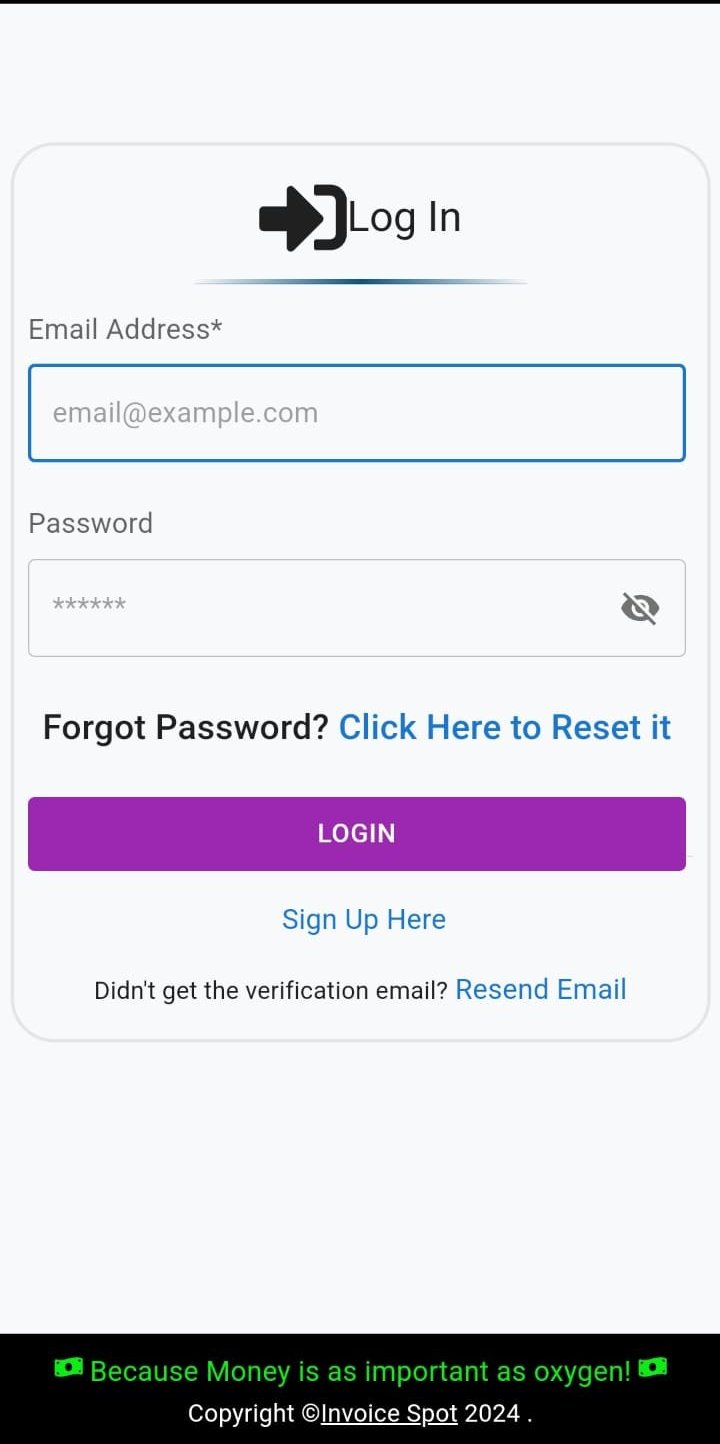 Log In
Email Address*
email@example.com
Password
******
Forgot Password? Click Here to Reset it
LOGIN
Sign Up Here
Didn't get the verification email? Resend Email
Because Money is as important as oxygen!
Copyright ©Invoice Spot 2024 .